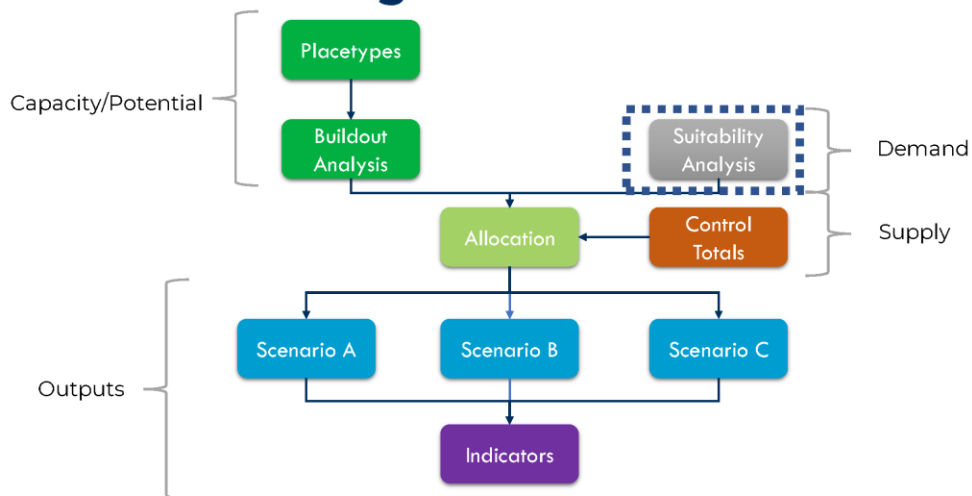 Placetypes
Capacity/Potential
Buildout
Analysis
Suitability
Analysis
Demand
Allocation
Control
Totals
Supply
Scenario A
Scenario B
Scenario C
Outputs
Indicators